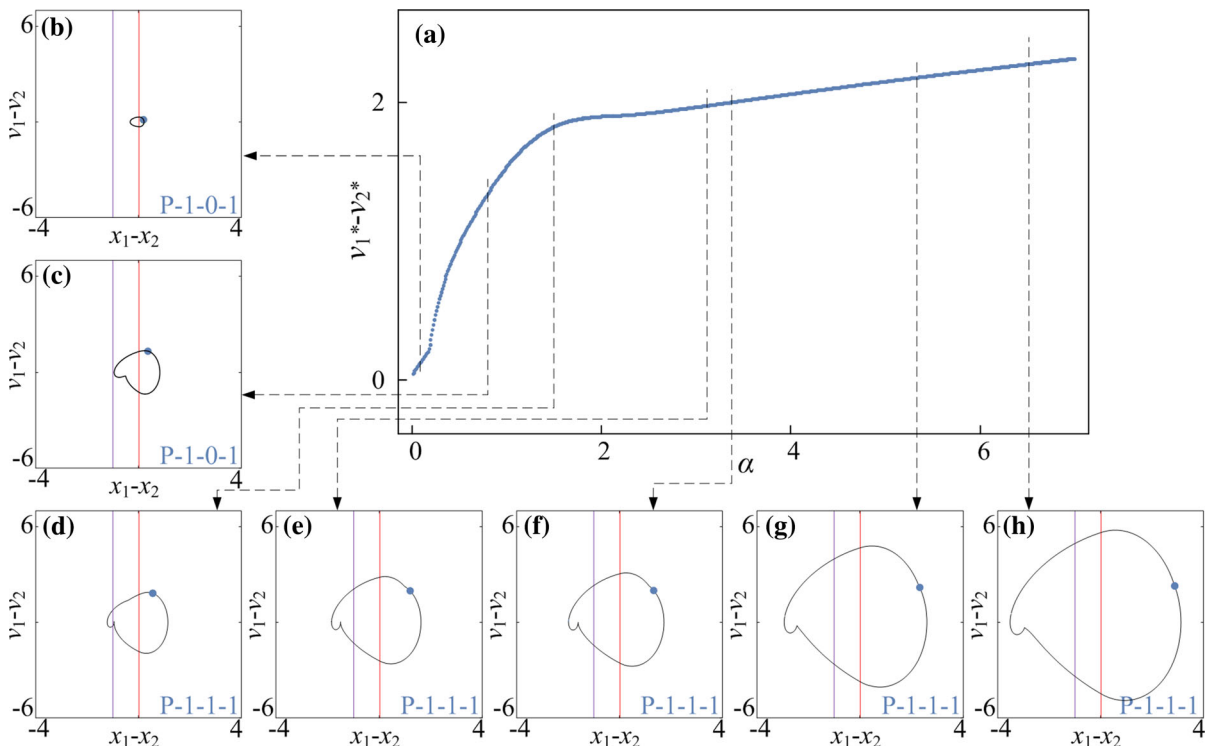 (a)
2
0
v1*-v2*
0 2 4 6
α
(b)
6
-6
v1-v2
P-1-0-1
-4 4
x1-x2
(c)
6
-6
v1-v2
P-1-0-1
-4 4
x1-x2
(d)
6
-6
v1-v2
P-1-1-1
-4 4
x1-x2
(e)
6
-6
v1-v2
P-1-1-1
-4 4
x1-x2
(f)
6
-6
v1-v2
P-1-1-1
-4 4
x1-x2
(g)
6
-6
v1-v2
P-1-1-1
-4 4
x1-x2
(h)
6
-6
v1-v2
P-1-1-1
-4 4
x1-x2